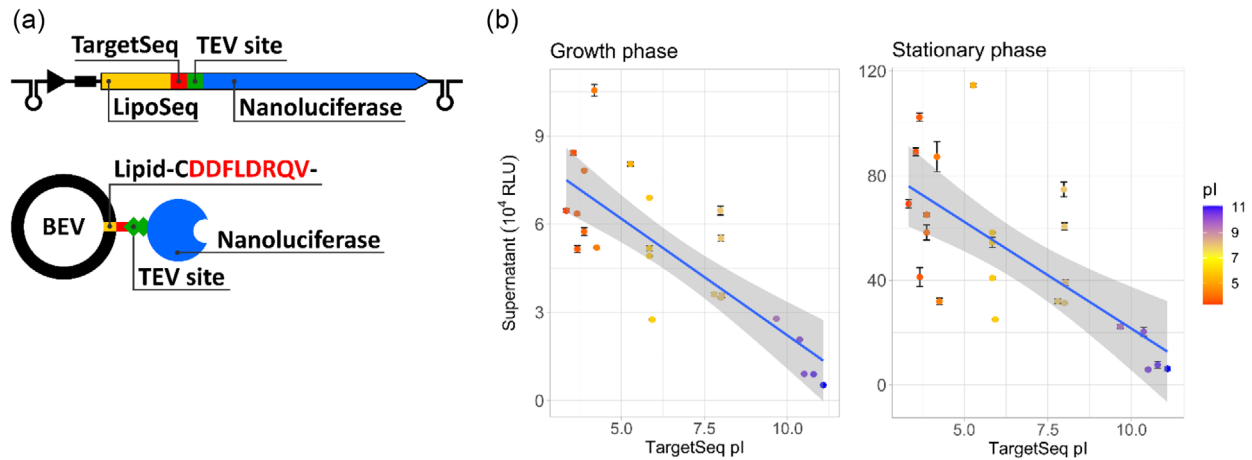 (a)
TargetSeq
TEV site
LipoSeq
Nanoluciferase
Lipid-CDDFLDRQV-
BEV
Nanoluciferase
TEV site
(b)
Growth phase
Supernatant (10⁴ RLU)
9
6
3
0
5.0 7.5 10.0
TargetSeq pI
Stationary phase
120
80
40
0
5.0 7.5 10.0
TargetSeq pI
pI
11
9
7
5